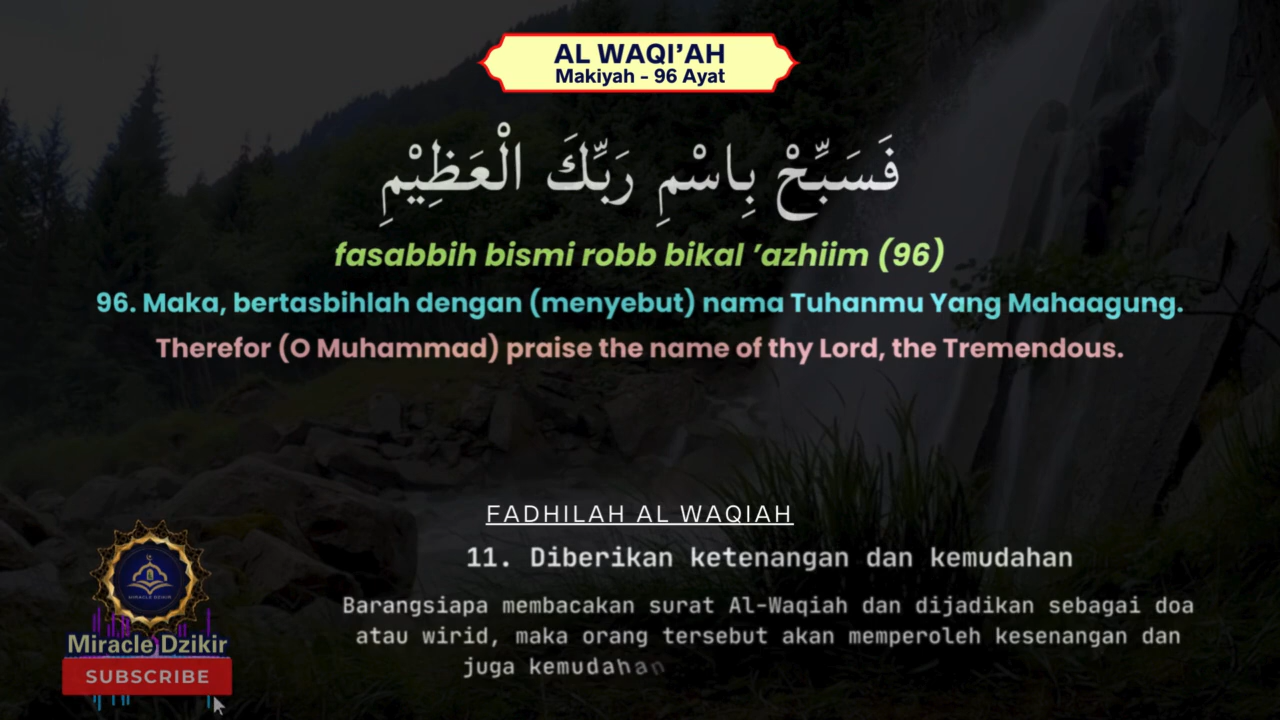 AL WAQI’AH
Makiyah - 96 Ayat
فَسَبِّحْ بِاسْمِ رَبِّكَ الْعَظِيْمِ
fasabbih bismi robb bikal ’azhiim (96)
96. Maka, bertasbihlah dengan (menyebut) nama Tuhanmu Yang Mahaagung.
Therefor (O Muhammad) praise the name of thy Lord, the Tremendous.
FADHILAH AL WAQIAH
11. Diberikan ketenangan dan kemudahan
Barangsiapa membacakan surat Al-Waqiah dan dijadikan sebagai doa
atau wirid, maka orang tersebut akan memperoleh kesenangan dan
juga kemudahan
MIRACLE DZIKIR
Miracle Dzikir
SUBSCRIBE